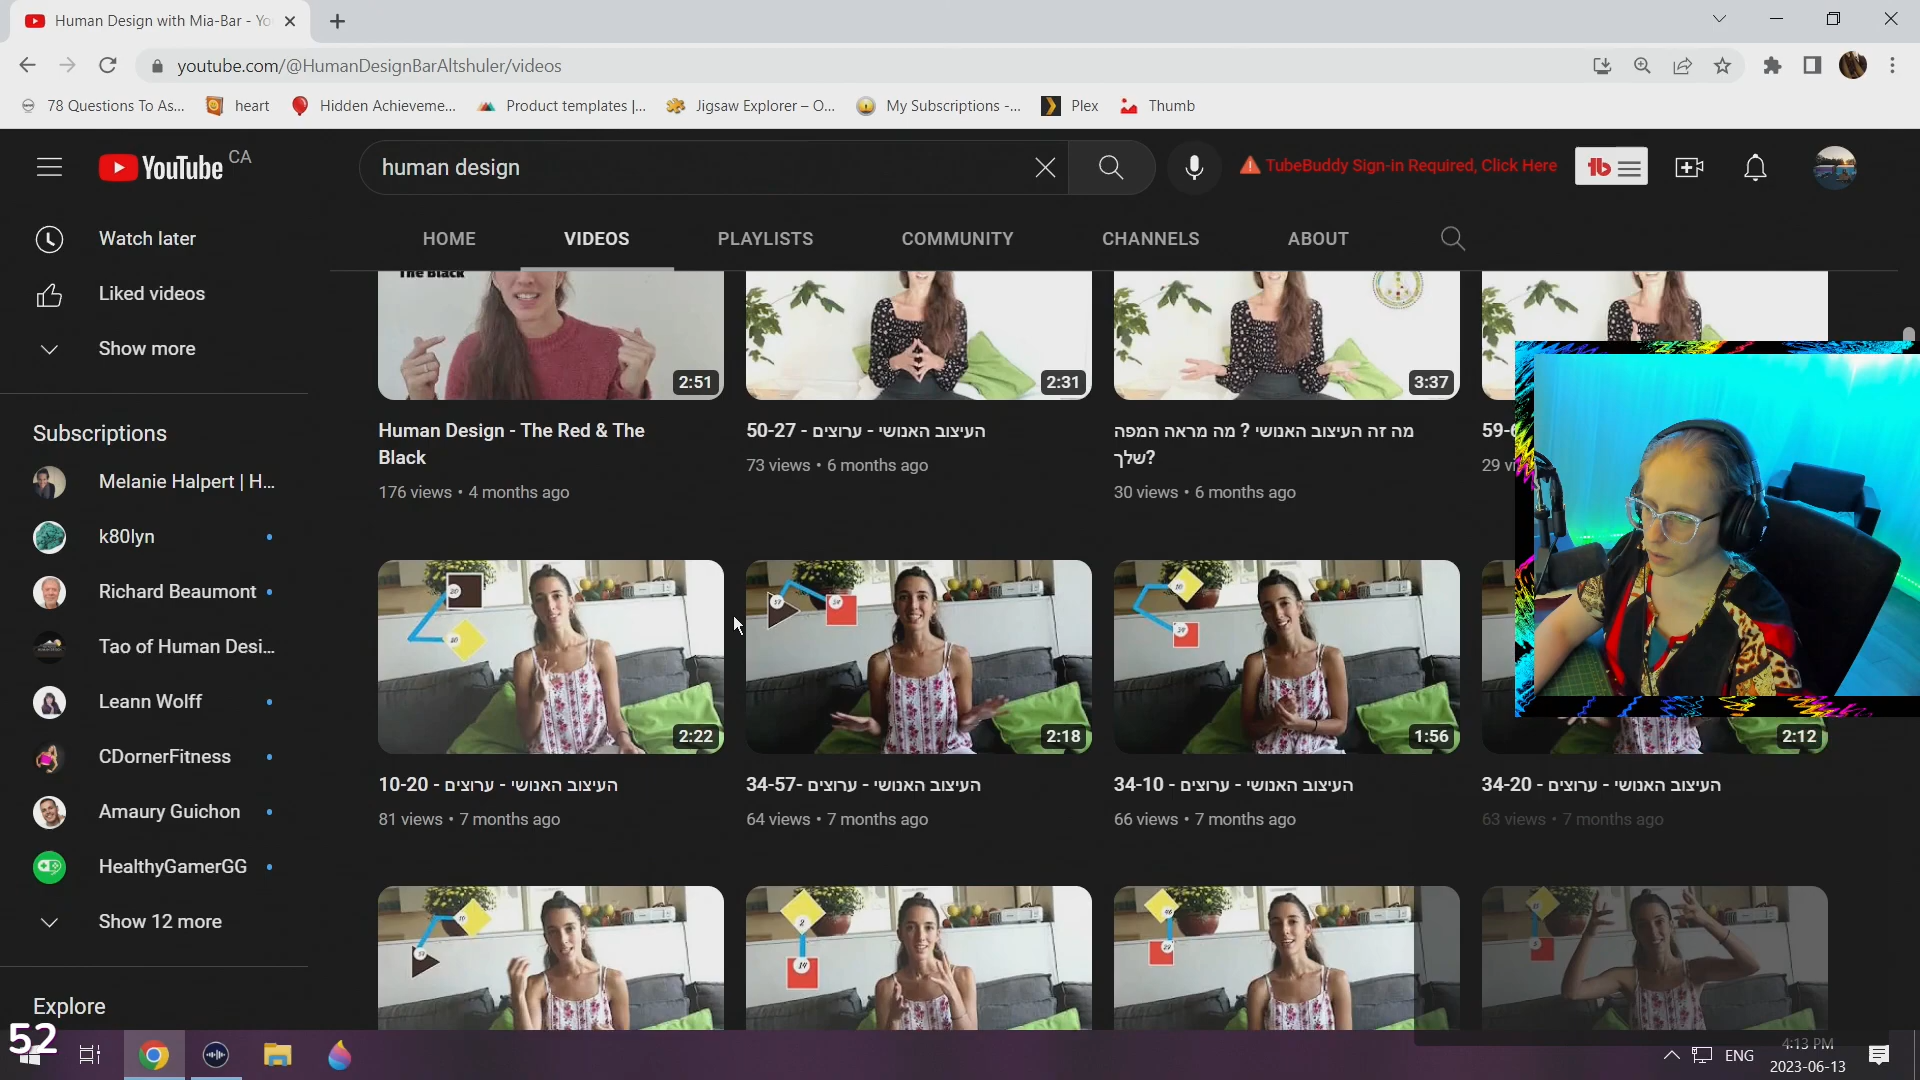 Human Design with Mia-Bar - Yo
youtube.com/@HumanDesignBarAltshuler/videos
78 Questions To As...
heart
Hidden Achieveme...
Product templates |...
Jigsaw Explorer – O...
My Subscriptions -...
Plex
Thumb
YouTube CA
human design
TubeBuddy Sign-in Required, Click Here
tb
HOME
VIDEOS
PLAYLISTS
COMMUNITY
CHANNELS
ABOUT
Watch later
Liked videos
Show more
Subscriptions
Melanie Halpert | H...
k80lyn
Richard Beaumont
Tao of Human Desi...
Leann Wolff
CDornerFitness
Amaury Guichon
HealthyGamerGG
Show 12 more
Explore
The Black
2:51
2:31
3:37
Human Design - The Red & The
Black
176 views • 4 months ago
העיצוב האנושי - ערוצים - 50-27
73 views • 6 months ago
מה זה העיצוב האנושי ? מה מראה המפה
שלך?
30 views • 6 months ago
2:22
2:18
1:56
2:12
העיצוב האנושי - ערוצים - 10-20
81 views • 7 months ago
העיצוב האנושי - ערוצים -34-57
64 views • 7 months ago
העיצוב האנושי - ערוצים - 34-10
66 views • 7 months ago
העיצוב האנושי - ערוצים - 34-20
63 views • 7 months ago
2
14
52
ENG
4:13 PM
2023-06-13